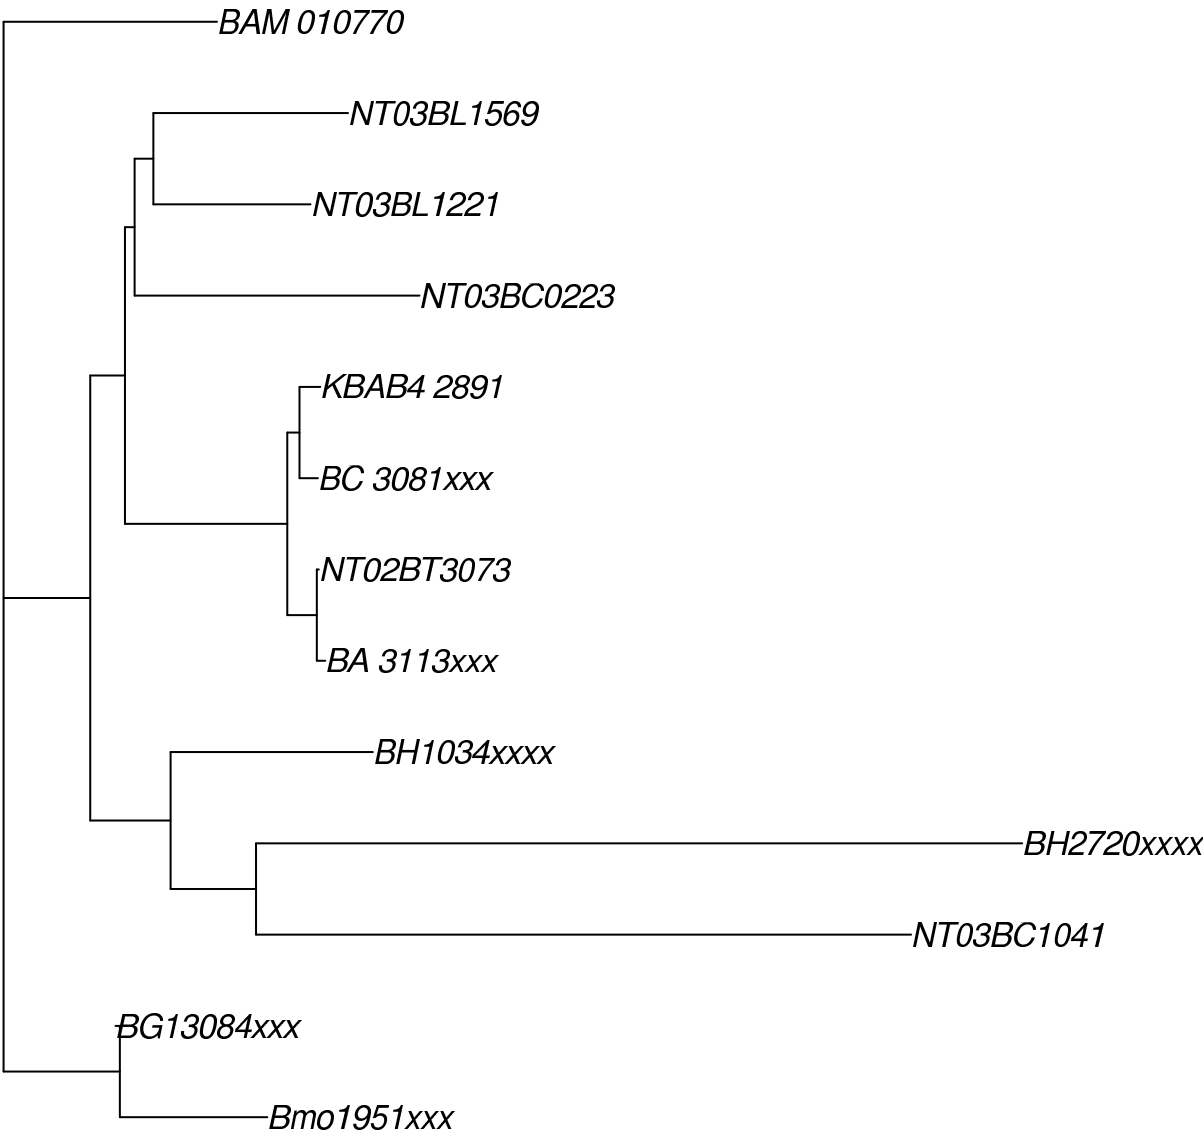 BAM 010770
NT03BL1569
NT03BL1221
NT03BC0223
KBAB4 2891
BC 3081xxx
NT02BT3073
BA 3113xxx
BH1034xxxx
BH2720xxxx
NT03BC1041
BG13084xxx
Bmo1951xxx